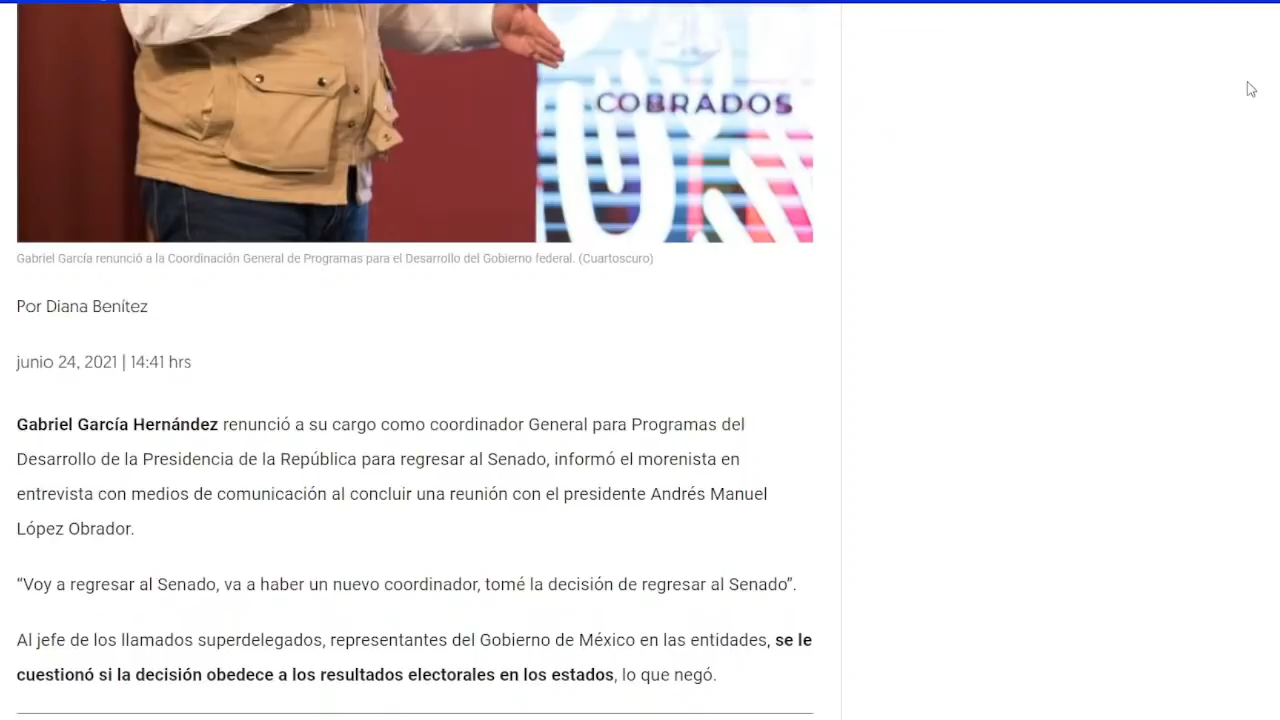 COBRADOS
Gabriel García renunció a la Coordinación General de Programas para el Desarrollo del Gobierno federal. (Cuartoscuro)
Por Diana Benítez
junio 24, 2021 | 14:41 hrs
Gabriel García Hernández renunció a su cargo como coordinador General para Programas del
Desarrollo de la Presidencia de la República para regresar al Senado, informó el morenista en
entrevista con medios de comunicación al concluir una reunión con el presidente Andrés Manuel
López Obrador.
“Voy a regresar al Senado, va a haber un nuevo coordinador, tomé la decisión de regresar al Senado”.
Al jefe de los llamados superdelegados, representantes del Gobierno de México en las entidades, se le
cuestionó si la decisión obedece a los resultados electorales en los estados, lo que negó.